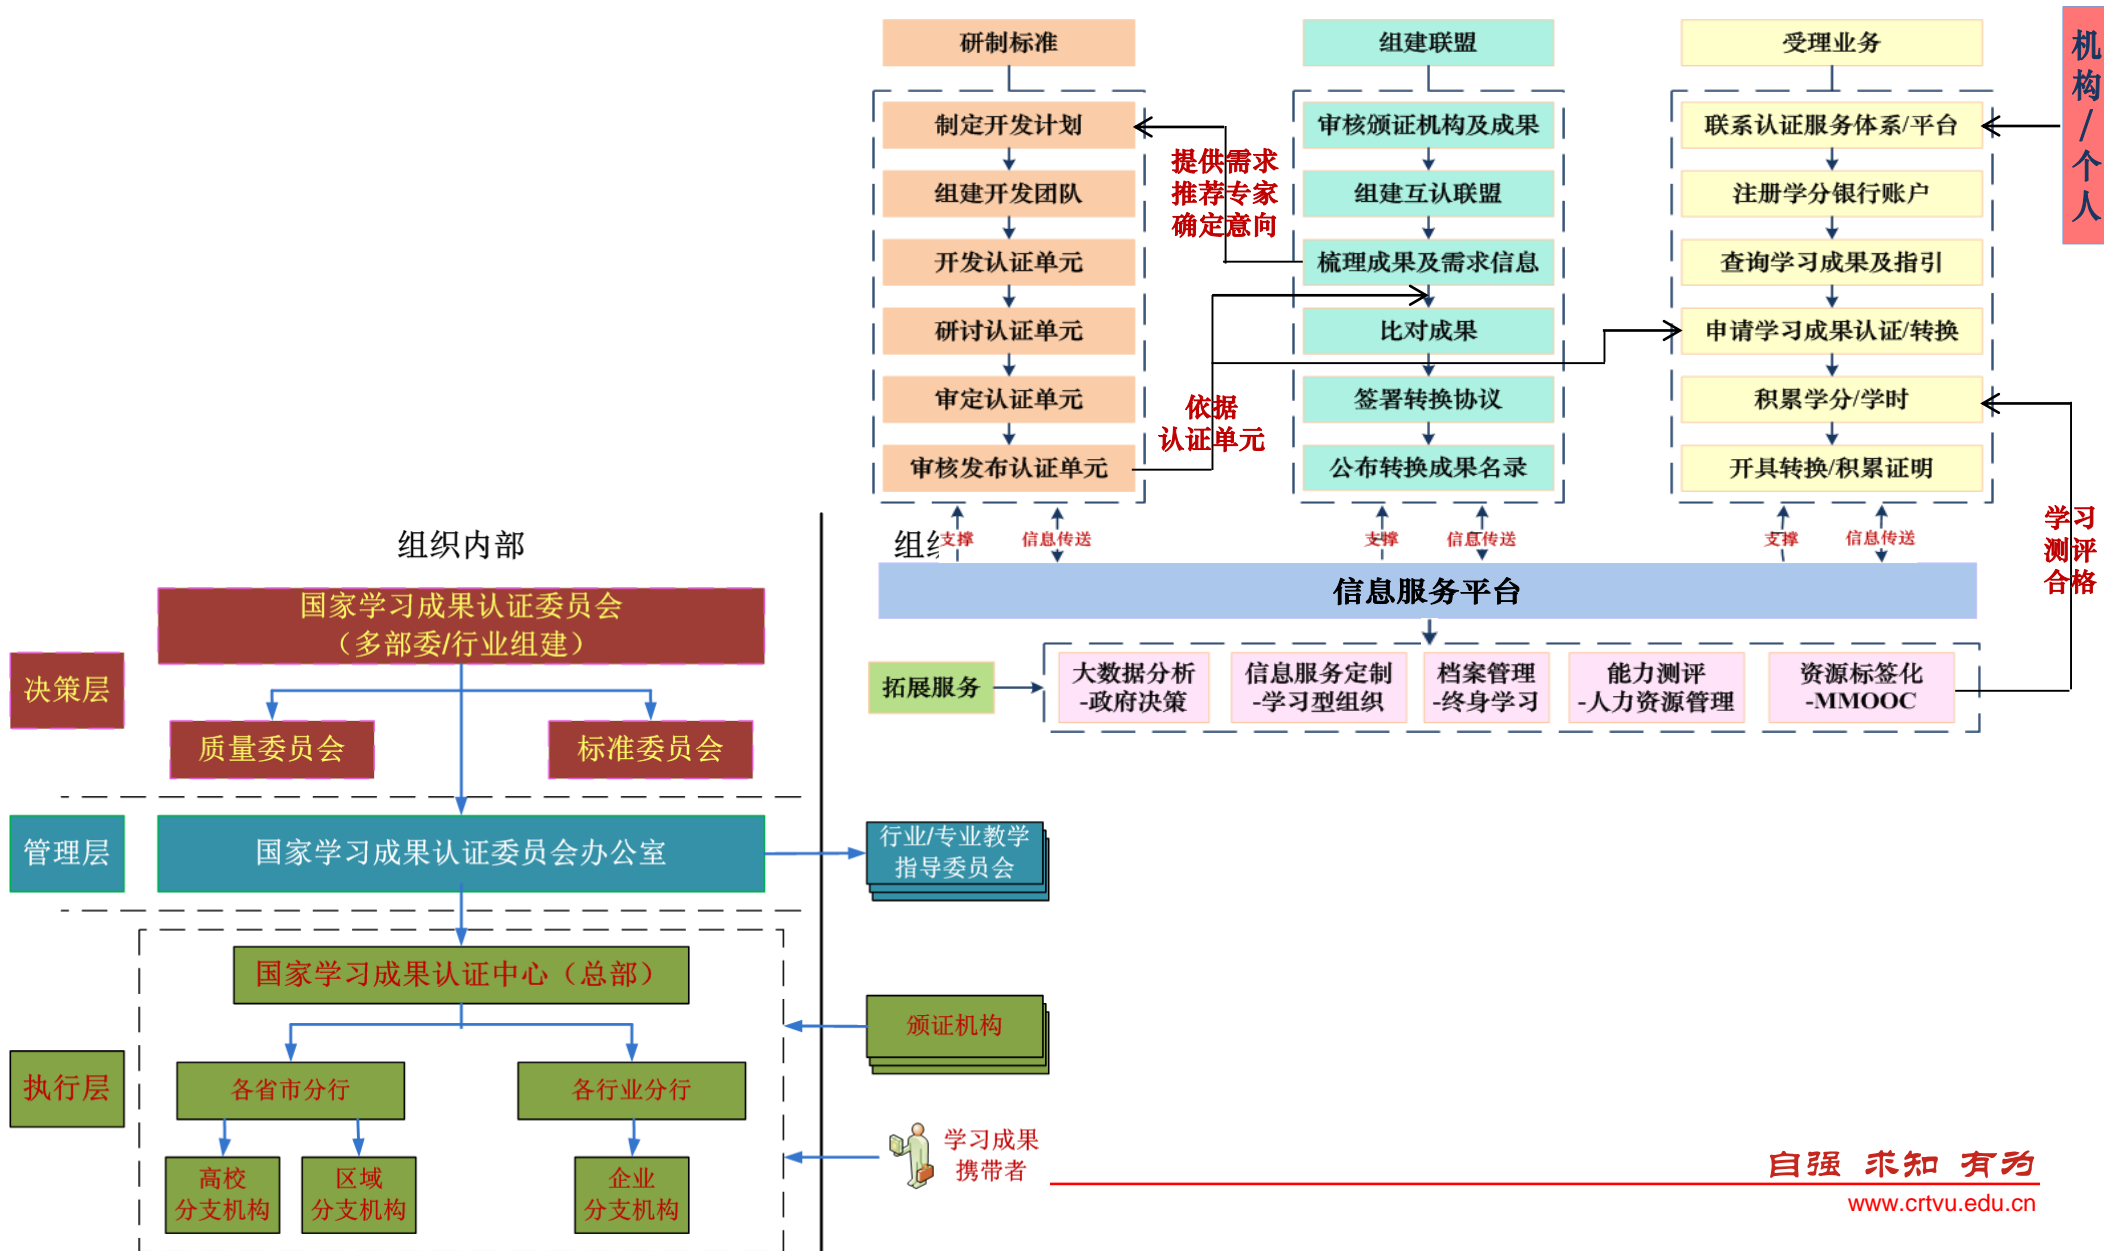 研制标准
制定开发计划
组建开发团队
开发认证单元
研讨认证单元
审定认证单元
审核发布认证单元
提供需求
推荐专家
确定意向
依据
认证单元
组建联盟
审核颁证机构及成果
组建互认联盟
梳理成果及需求信息
比对成果
签署转换协议
公布转换成果名录
受理业务
联系认证服务体系/平台
注册学分银行账户
查询学习成果及指引
申请学习成果认证/转换
积累学分/学时
开具转换/积累证明
机构/个人
学习
测评
合格
支撑
信息传送
支撑
信息传送
支撑
信息传送
信息服务平台
拓展服务
大数据分析
-政府决策
信息服务定制
-学习型组织
档案管理
-终身学习
能力测评
-人力资源管理
资源标签化
-MMOOC
组织内部
组
决策层
国家学习成果认证委员会
（多部委/行业组建）
质量委员会
标准委员会
管理层
国家学习成果认证委员会办公室
行业/专业教学
指导委员会
执行层
国家学习成果认证中心（总部）
各省市分行
各行业分行
高校
分支机构
区域
分支机构
企业
分支机构
颁证机构
学习成果
携带者
自强 求知 有为
www.crtvu.edu.cn